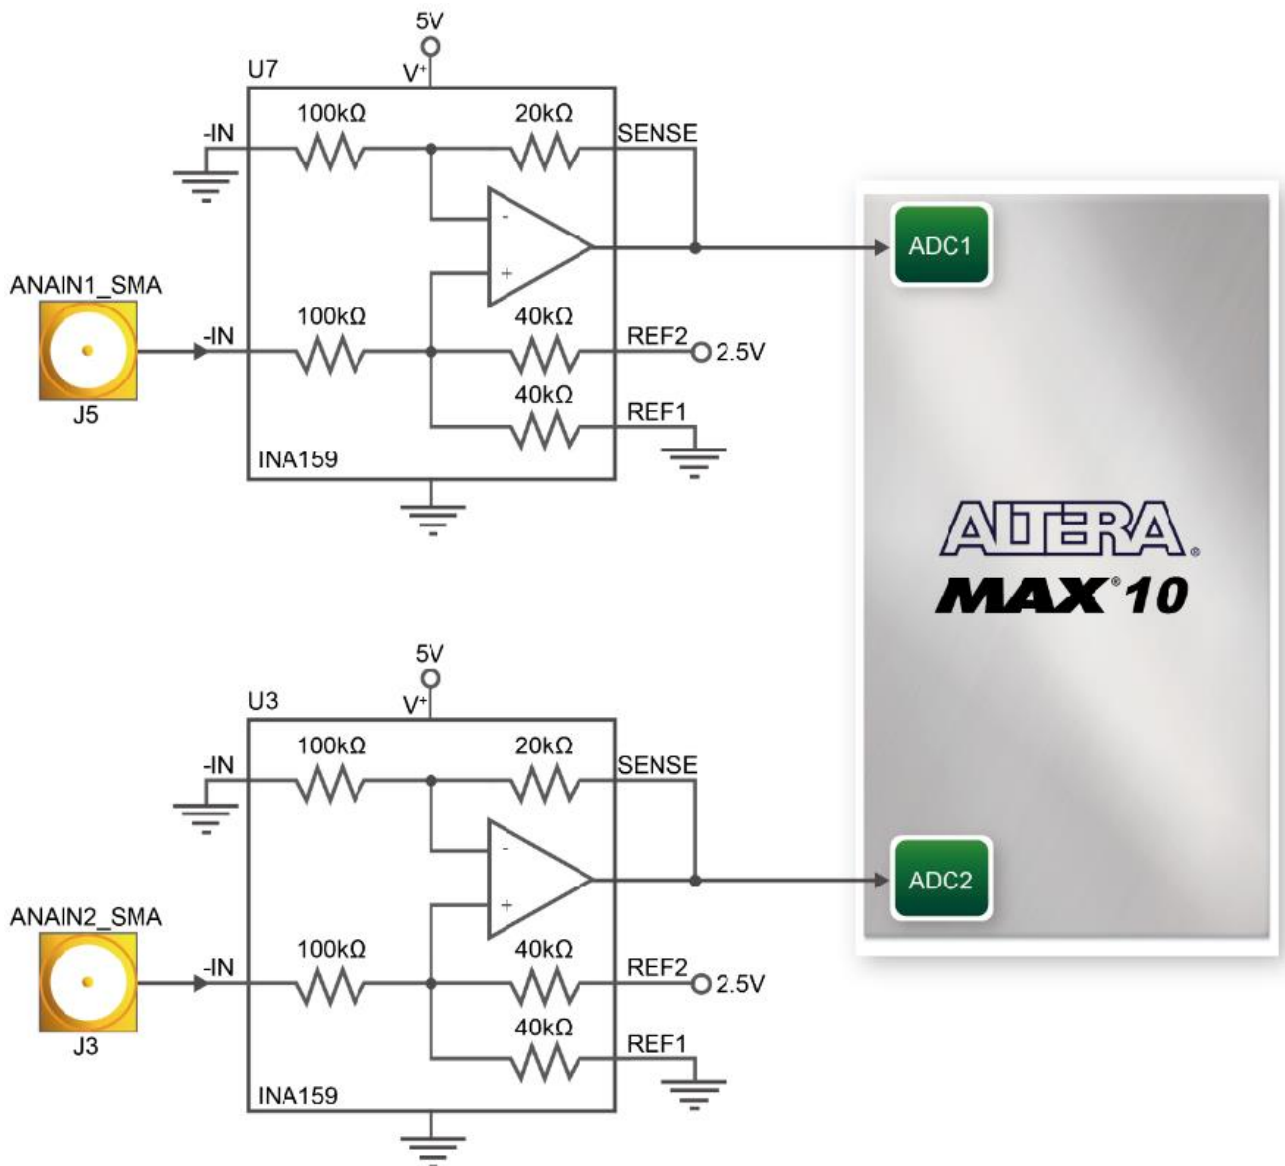 5V
U7
V+
100kΩ
20kΩ
-IN
SENSE
-
ADC1
+
ANAIN1_SMA
100kΩ
40kΩ
-IN
REF2
2.5V
40kΩ
J5
REF1
INA159
ALTERA®
MAX®10
5V
U3
V+
100kΩ
20kΩ
-IN
SENSE
-
ADC2
+
ANAIN2_SMA
100kΩ
40kΩ
-IN
REF2
2.5V
40kΩ
J3
REF1
INA159